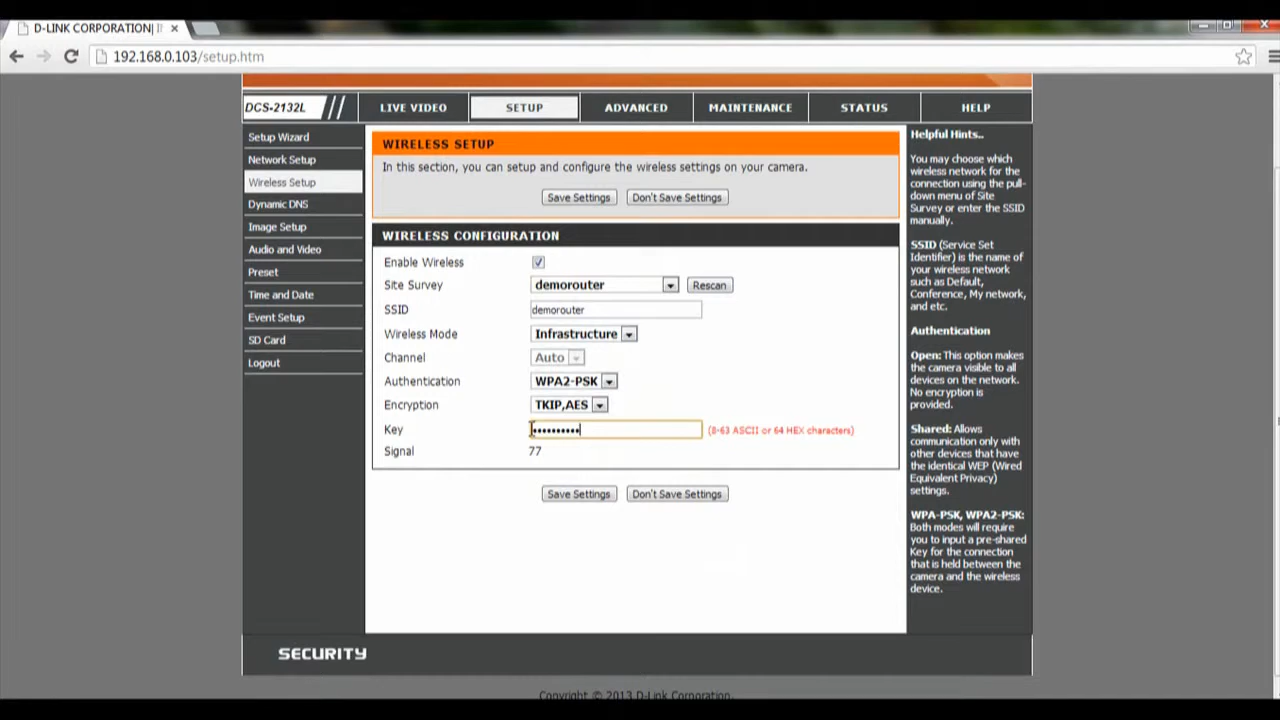 D-LINK CORPORATION|
192.168.0.103/setup.htm
DCS-2132L
LIVE VIDEO
SETUP
ADVANCED
MAINTENANCE
STATUS
HELP
Setup Wizard
Network Setup
Wireless Setup
Dynamic DNS
Image Setup
Audio and Video
Preset
Time and Date
Event Setup
SD Card
Logout
WIRELESS SETUP
In this section, you can setup and configure the wireless settings on your camera.
Save Settings Don't Save Settings
WIRELESS CONFIGURATION
Enable Wireless
Site Survey demorouter Rescan
SSID demorouter
Wireless Mode Infrastructure
Channel Auto
Authentication WPA2-PSK
Encryption TKIP,AES
Key •••••••••• (8-63 ASCII or 64 HEX characters)
Signal 77
Save Settings Don't Save Settings
Helpful Hints..
You may choose which
wireless network for the
connection using the pull-
down menu of Site
Survey or enter the SSID
manually.
SSID (Service Set
Identifier) is the name of
your wireless network
such as Default,
Conference, My network,
and etc.
Authentication
Open: This option makes
the camera visible to all
devices on the network.
No encryption is
provided.
Shared: Allows
communication only with
other devices that have
the identical WEP (Wired
Equivalent Privacy)
settings.
WPA-PSK, WPA2-PSK:
Both modes will require
you to input a pre-shared
Key for the connection
that is held between the
camera and the wireless
device.
SECURITY
Copyright © 2013 D-Link Corporation.